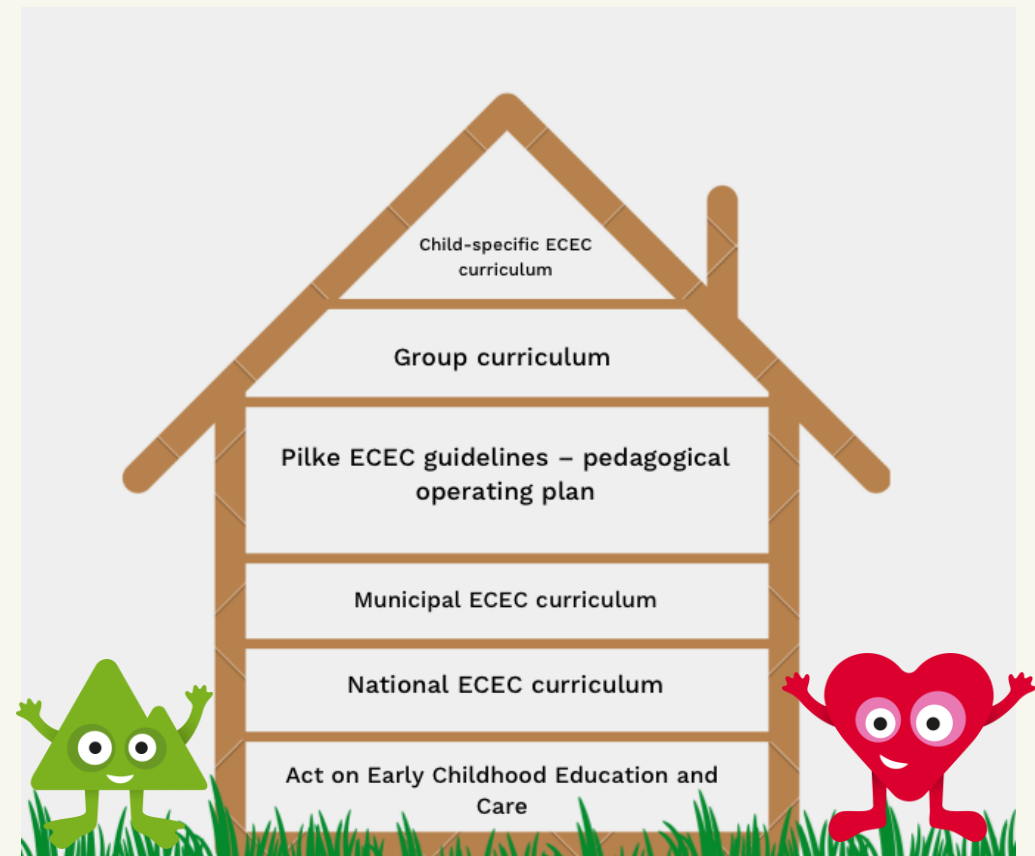 Child-specific ECEC
curriculum
Group curriculum
Pilke ECEC guidelines – pedagogical
operating plan
Municipal ECEC curriculum
National ECEC curriculum
Act on Early Childhood Education and
Care